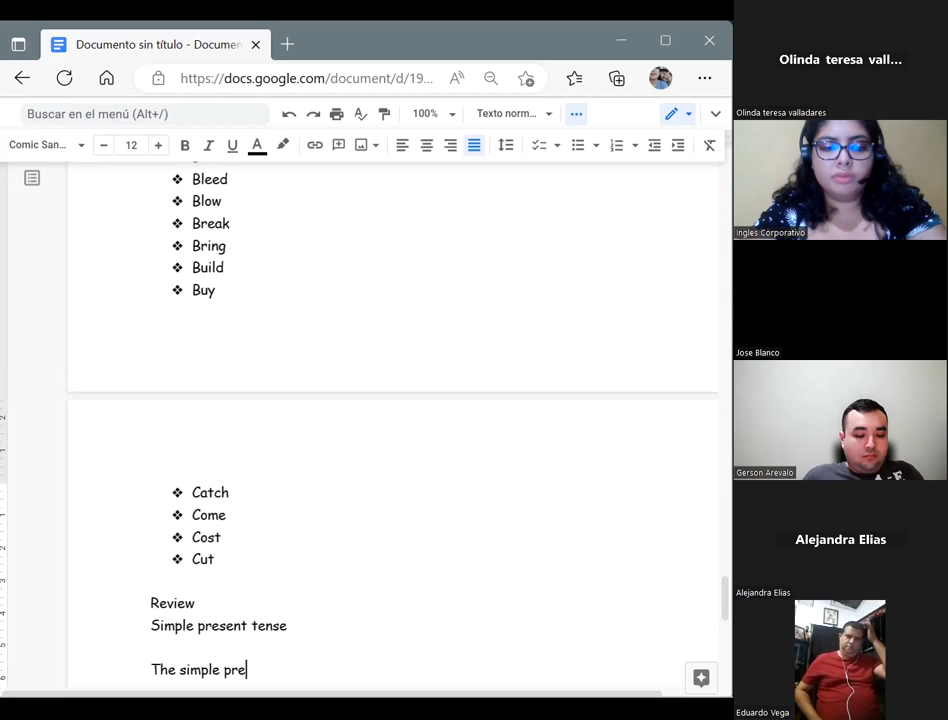 Documento sin título - Documen
https://docs.google.com/document/d/19...
Buscar en el menú (Alt+/)
100%
Texto norm...
Comic San...
12
Bleed
Blow
Break
Bring
Build
Buy
Catch
Come
Cost
Cut
Review
Simple present tense
The simple pre
Olinda teresa vall...
Olinda teresa valladares
Ingles Corporativo
Jose Blanco
Gerson Arevalo
Alejandra Elias
Alejandra Elias
Eduardo Vega